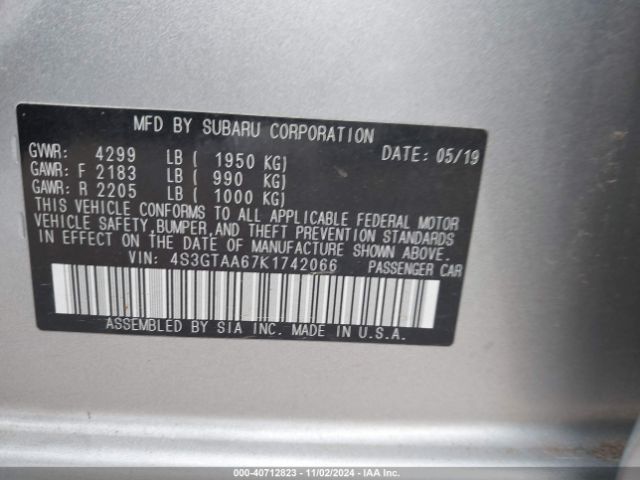 MFD BY SUBARU CORPORATION
GVWR: 4299 LB ( 1950 KG) DATE: 05/19
GAWR: F 2183 LB ( 990 KG)
GAWR: R 2205 LB ( 1000 KG)
THIS VEHICLE CONFORMS TO ALL APPLICABLE FEDERAL MOTOR
VEHICLE SAFETY, BUMPER, AND THEFT PREVENTION STANDARDS
IN EFFECT ON THE DATE OF MANUFACTURE SHOWN ABOVE.
VIN: 4S3GTAA67K1742066 PASSENGER CAR
ASSEMBLED BY SIA INC. MADE IN U.S.A.
000-40712823 - 11/02/2024 - IAA Inc.